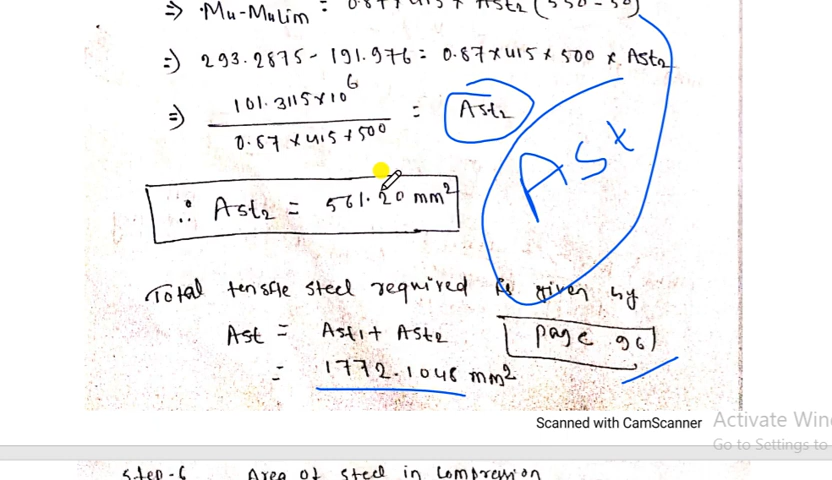 ⇒ Mu-Mulim = 0.87 x 415 x Ast2 (550-50)
=) 293.2875 - 191.976 = 0.87 x 415 x 500 x Ast2
=) 101.3115 x 10^6 / 0.87 x 415 x 500 = Ast2
Ast
∴ Ast2 = 561.20 mm2
Total tensile steel required is given by
Ast = Ast1 + Ast2
page 96
= 1772.1048 mm2
Scanned with CamScanner
Activate Win
Go to Settings to
Step-6 Area of steel in compression